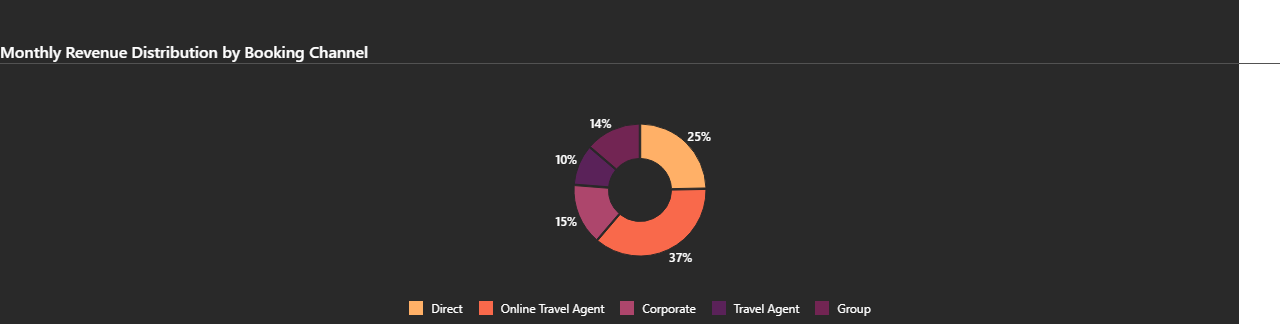 Monthly Revenue Distribution by Booking Channel
14%
25%
10%
15%
37%
Direct Online Travel Agent Corporate Travel Agent Group